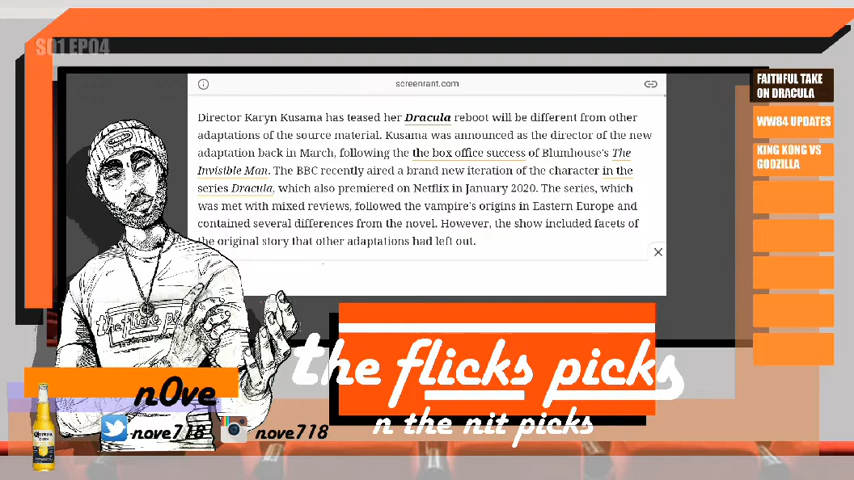 S01 EP04
screenrant.com
Director Karyn Kusama has teased her Dracula reboot will be different from other
adaptations of the source material. Kusama was announced as the director of the new
adaptation back in March, following the the box office success of Blumhouse's The
Invisible Man. The BBC recently aired a brand new iteration of the character in the
series Dracula, which also premiered on Netflix in January 2020. The series, which
was met with mixed reviews, followed the vampire's origins in Eastern Europe and
contained several differences from the novel. However, the show included facets of
the original story that other adaptations had left out.
FAITHFUL TAKE
ON DRACULA
WW84 UPDATES
KING KONG VS
GODZILLA
the flicks picks
the flicks picks
n the nit picks
n0ve
nove718
nove718